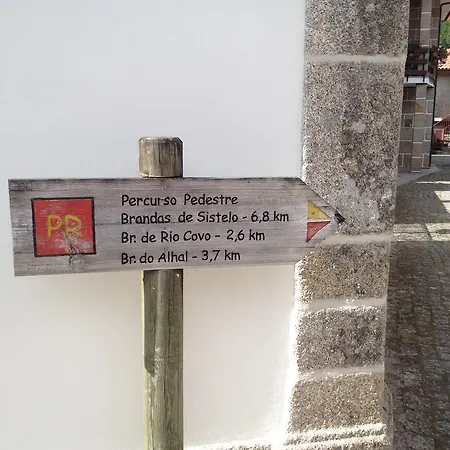 PR
Percurso Pedestre
Brandas de Sistelo - 6,8 km
Br. de Rio Covo - 2,6 km
Br. do Alhal - 3,7 km